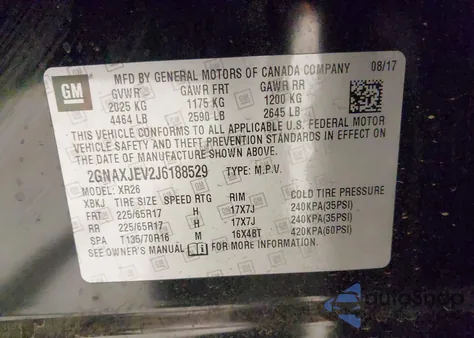 GM
MFD BY GENERAL MOTORS OF CANADA COMPANY 08/17
GVWR GAWR FRT GAWR RR
2025 KG 1175 KG 1200 KG
4464 LB 2590 LB 2645 LB
THIS VEHICLE CONFORMS TO ALL APPLICABLE U.S. FEDERAL MOTOR
VEHICLE SAFETY AND THEFT PREVENTION STANDARDS IN EFFECT ON THE
DATE OF MANUFACTURE SHOWN ABOVE.
2GNAXJEV2J6188529 TYPE: M.P.V.
MODEL: XR26
XBKJ TIRE SIZE SPEED RTG RIM COLD TIRE PRESSURE
FRT 225/65R17 H 17X7J 240KPA(35PSI)
RR 225/65R17 H 17X7J 240KPA(35PSI)
SPA T135/70R16 M 16X4BT 420KPA(60PSI)
SEE OWNER'S MANUAL FOR ADDITIONAL INFORMATION
AutoSnap